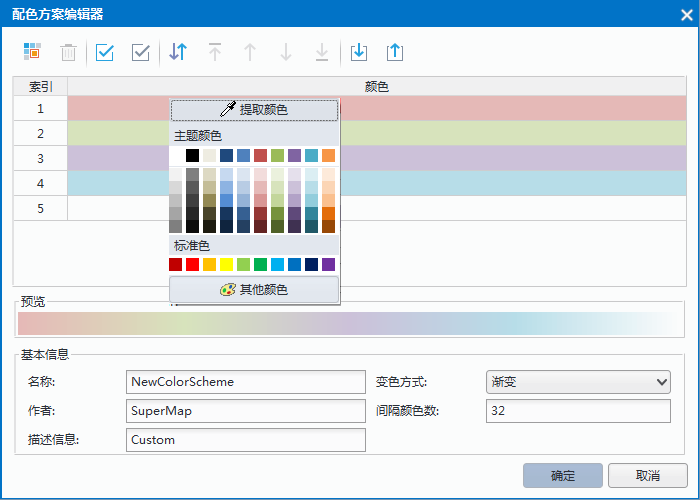 配色方案编辑器
索引 颜色
1
提取颜色
主题颜色
2
3
4
5
标准色
其他颜色
预览
基本信息
名称: NewColorScheme 变色方式: 渐变
作者: SuperMap 间隔颜色数: 32
描述信息: Custom
确定 取消